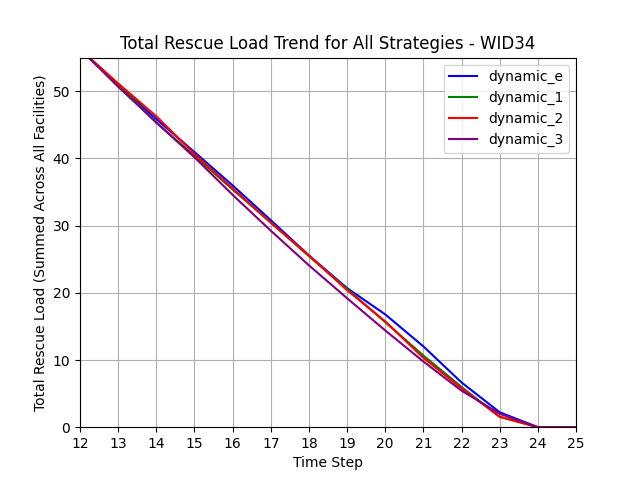 Total Rescue Load Trend for All Strategies - WID34
Total Rescue Load (Summed Across All Facilities)
50
40
30
20
10
0
dynamic_e
dynamic_1
dynamic_2
dynamic_3
12 13 14 15 16 17 18 19 20 21 22 23 24 25
Time Step